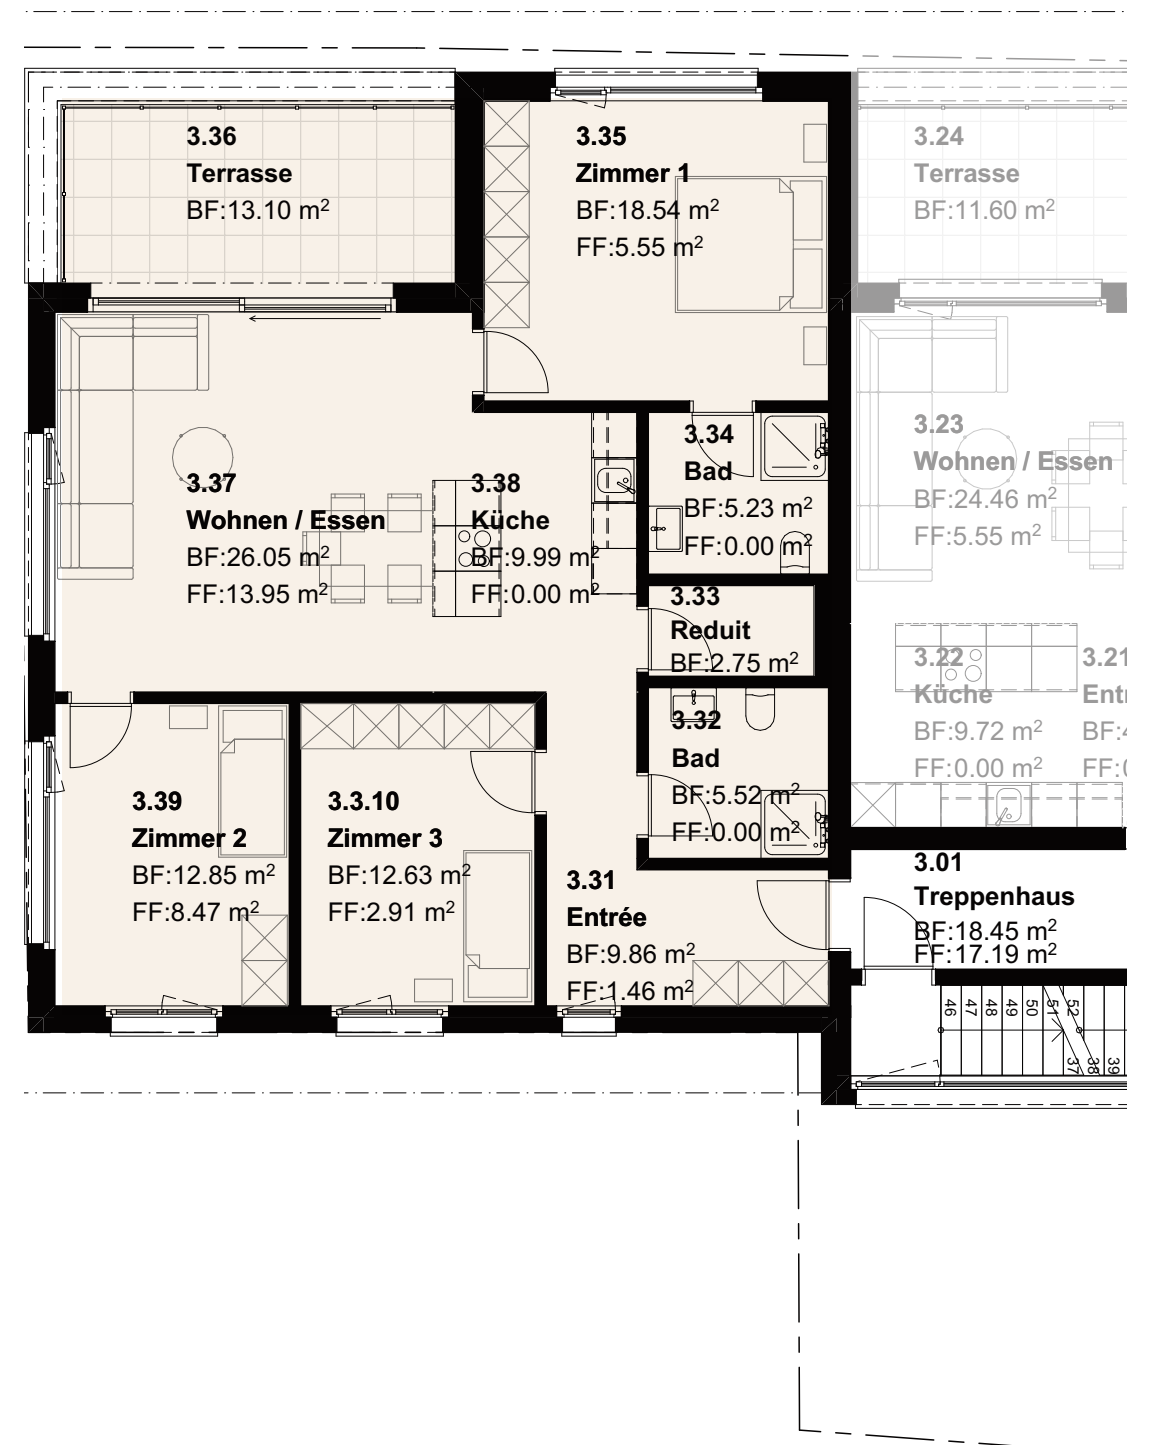 3.36
Terrasse
BF:13.10 m²
3.35
Zimmer 1
BF:18.54 m²
FF:5.55 m²
3.24
Terrasse
BF:11.60 m²
3.37
Wohnen / Essen
BF:26.05 m²
FF:13.95 m²
3.38
Küche
BF:9.99 m²
FF:0.00 m²
3.34
Bad
BF:5.23 m²
FF:0.00 m²
3.23
Wohnen / Essen
BF:24.46 m²
FF:5.55 m²
3.33
Reduit
BF:2.75 m²
3.32
Bad
BF:5.52 m²
FF:0.00 m²
3.22
Küche
BF:9.72 m²
FF:0.00 m²
3.21
Entr
BF:4
FF:0
3.39
Zimmer 2
BF:12.85 m²
FF:8.47 m²
3.3.10
Zimmer 3
BF:12.63 m²
FF:2.91 m²
3.31
Entrée
BF:9.86 m²
FF:1.46 m²
3.01
Treppenhaus
BF:18.45 m²
FF:17.19 m²
46
47
48
49
50
51
52
37
38
39